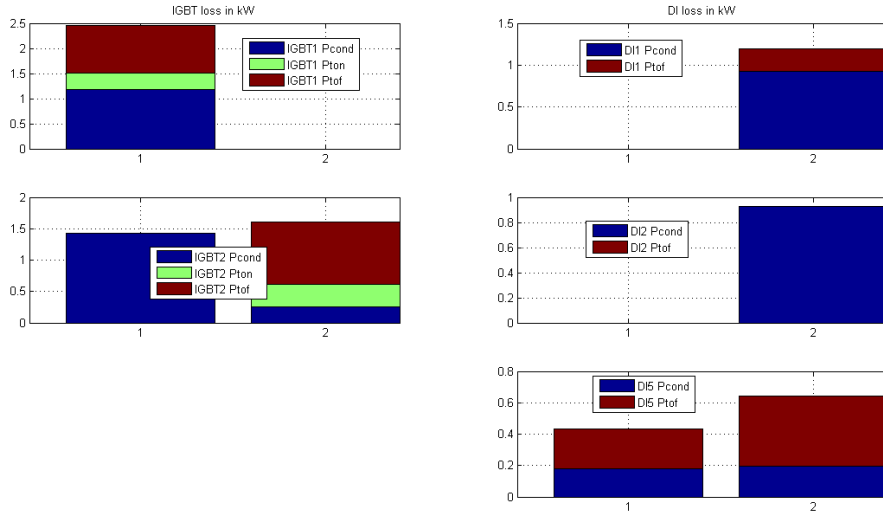 IGBT loss in kW
2.5
2
1.5
1
0.5
0
1 2
IGBT1 Pcond
IGBT1 Pton
IGBT1 Ptof
DI loss in kW
1.5
1
0.5
0
1 2
DI1 Pcond
DI1 Ptof
2
1.5
1
0.5
0
1 2
IGBT2 Pcond
IGBT2 Pton
IGBT2 Ptof
1
0.8
0.6
0.4
0.2
0
1 2
DI2 Pcond
DI2 Ptof
0.8
0.6
0.4
0.2
0
1 2
DI5 Pcond
DI5 Ptof